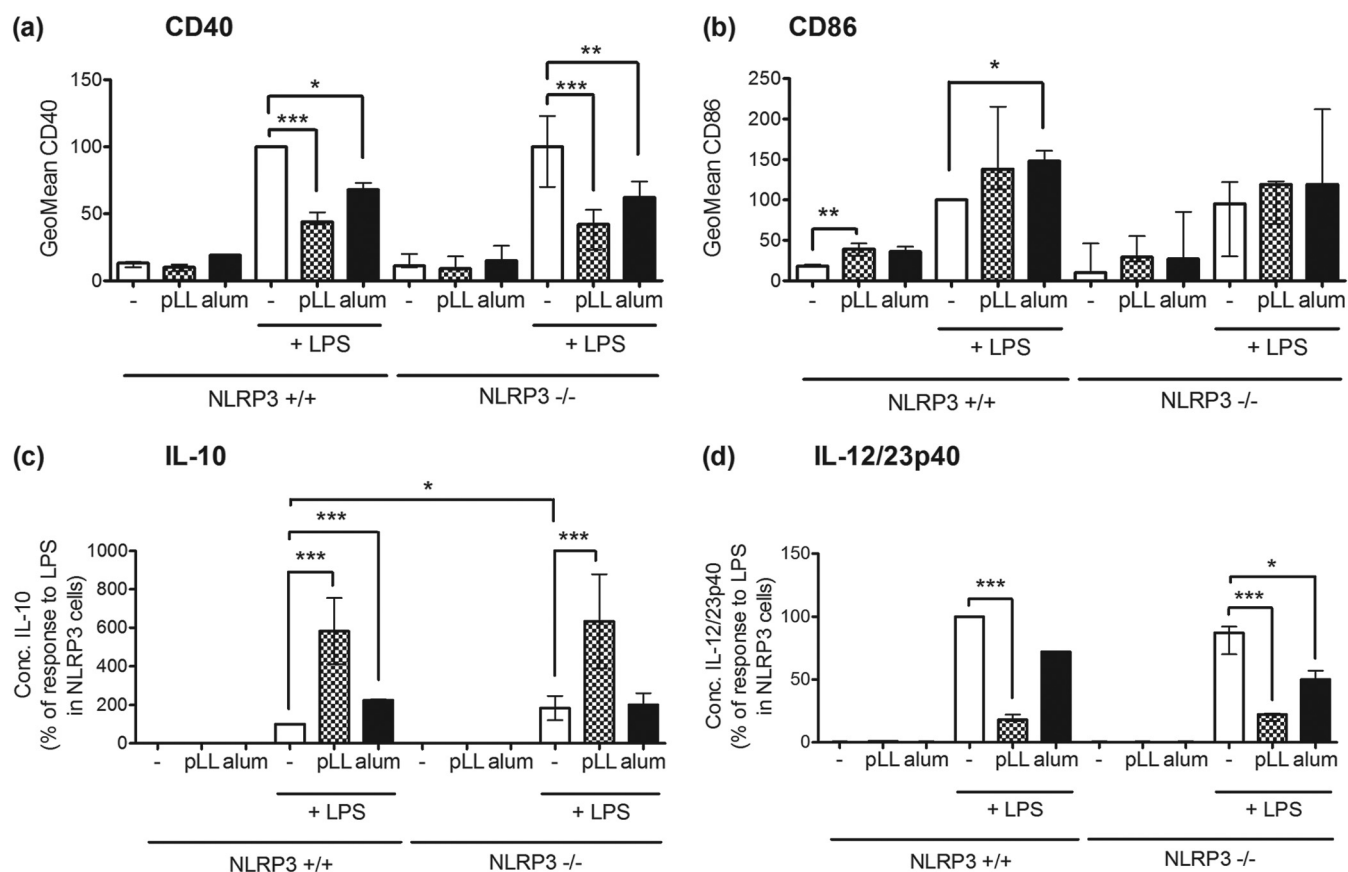 (a) CD40
GeoMean CD40
150
100
50
0
*
***
**
***
- pLL alum - pLL alum - pLL alum - pLL alum
+ LPS + LPS
NLRP3 +/+ NLRP3 -/-
(b) CD86
GeoMean CD86
250
200
150
100
50
0
**
*
- pLL alum - pLL alum - pLL alum - pLL alum
+ LPS + LPS
NLRP3 +/+ NLRP3 -/-
(c) IL-10
Conc. IL-10
(% of response to LPS
in NLRP3 cells)
1000
800
600
400
200
0
*
***
***
***
- pLL alum - pLL alum - pLL alum - pLL alum
+ LPS + LPS
NLRP3 +/+ NLRP3 -/-
(d) IL-12/23p40
Conc. IL-12/23p40
(% of response to LPS
in NLRP3 cells)
150
100
50
0
***
*
***
- pLL alum - pLL alum - pLL alum - pLL alum
+ LPS + LPS
NLRP3 +/+ NLRP3 -/-